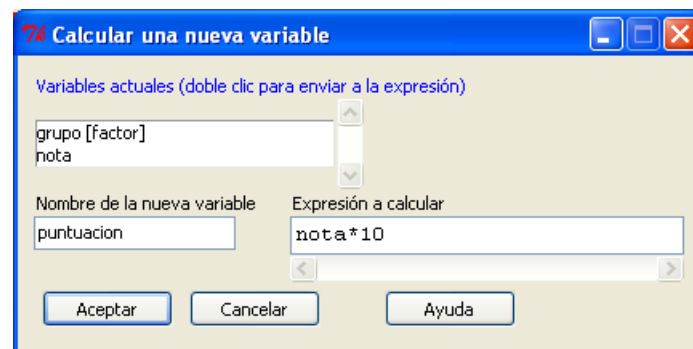 Calcular una nueva variable
Variables actuales (doble clic para enviar a la expresión)
grupo [factor]
nota
Nombre de la nueva variable Expresión a calcular
puntuacion nota*10
Aceptar Cancelar Ayuda